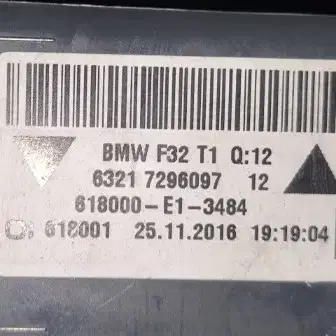 BMW F32 T1 Q:12
6321 7296097 12
618000-E1-3484
618001 25.11.2016 19:19:04